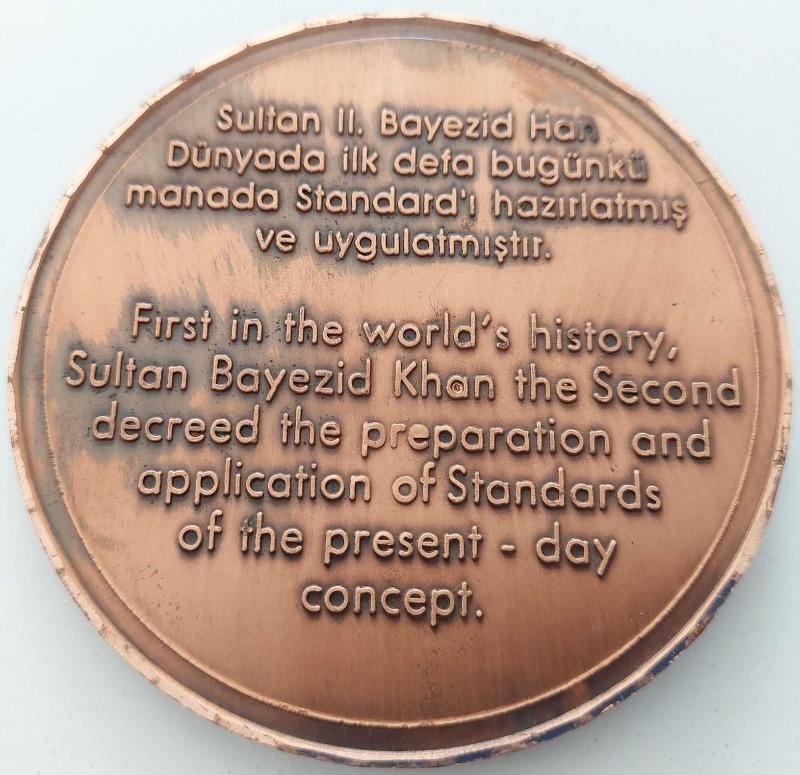 Sultan II. Bayezid Han
Dünyada ilk defa bugünkü
manada Standard'ı hazırlatmış
ve uygulatmıştır.
First in the world's history,
Sultan Bayezid Khan the Second
decreed the preparation and
application of Standards
of the present - day
concept.